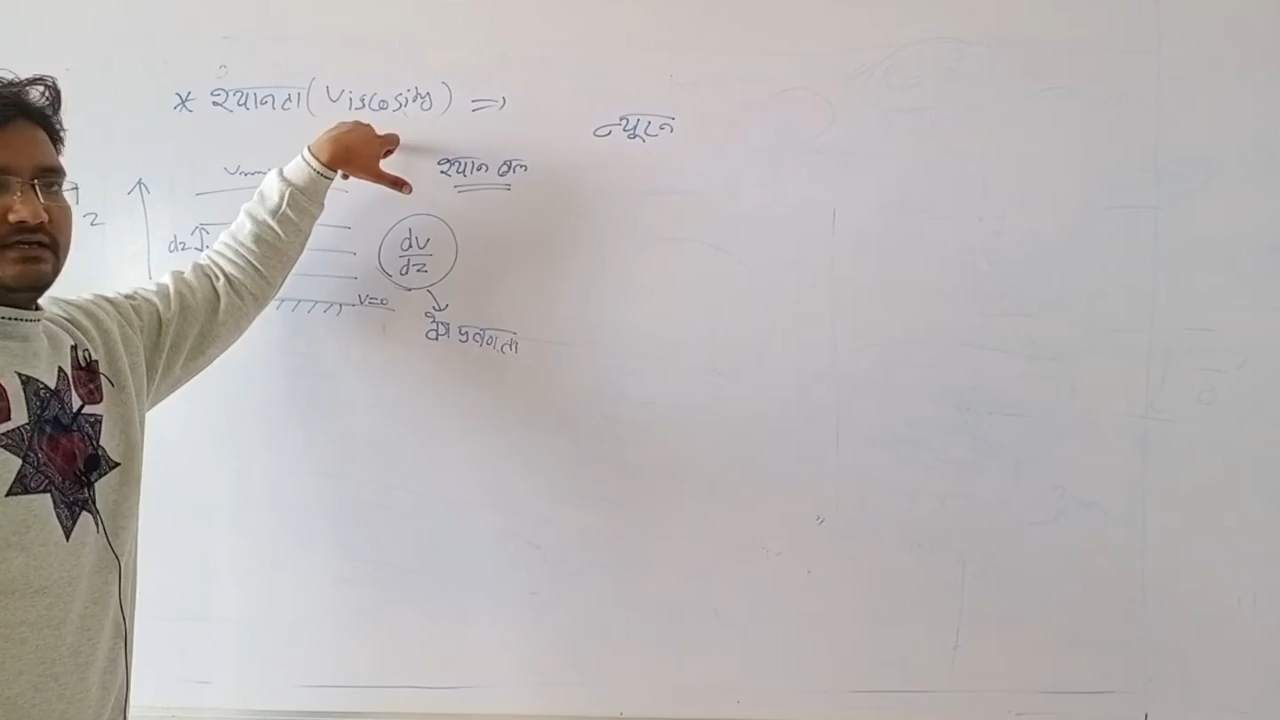 * श्यानता (Viscosity) ⇒
न्यूटन
श्यान बल
z
dz
dv
dz
v=0
वेग प्रवणता